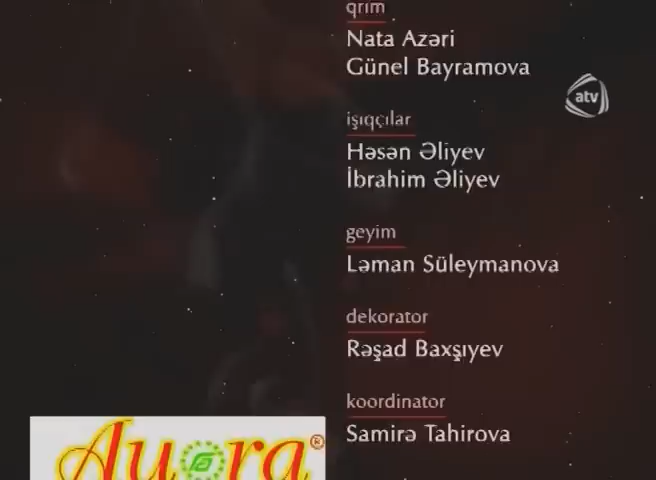 qrim
Nata Azəri
Günel Bayramova
atv
işıqçılar
Həsən Əliyev
İbrahim Əliyev
geyim
Ləman Süleymanova
dekorator
Rəşad Baxşıyev
koordinator
Samirə Tahirova
Ayora®